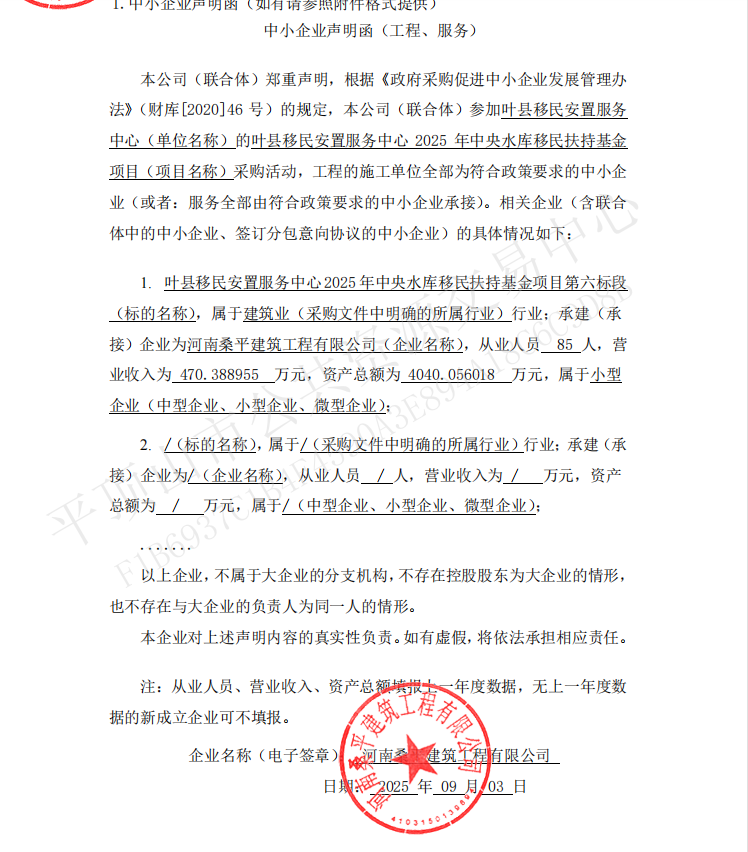 1. 中小企业声明函（如有请参照附件格式提供）
中小企业声明函（工程、服务）
本公司（联合体）郑重声明，根据《政府采购促进中小企业发展管理办
法》（财库[2020]46 号）的规定，本公司（联合体）参加叶县移民安置服务
中心（单位名称）的叶县移民安置服务中心 2025 年中央水库移民扶持基金
项目（项目名称）采购活动，工程的施工单位全部为符合政策要求的中小企
业（或者：服务全部由符合政策要求的中小企业承接）。相关企业（含联合
体中的中小企业、签订分包意向协议的中小企业）的具体情况如下：
1. 叶县移民安置服务中心2025年中央水库移民扶持基金项目第六标段
（标的名称），属于建筑业（采购文件中明确的所属行业）行业；承建（承
接）企业为河南桑平建筑工程有限公司（企业名称），从业人员 85 人，营
业收入为 470.388955 万元，资产总额为 4040.056018 万元，属于小型
企业（中型企业、小型企业、微型企业）；
2. /（标的名称），属于/（采购文件中明确的所属行业）行业；承建（承
接）企业为/（企业名称），从业人员 / 人，营业收入为 / 万元，资产
总额为 / 万元，属于/（中型企业、小型企业、微型企业）；
.......
以上企业，不属于大企业的分支机构，不存在控股股东为大企业的情形，
也不存在与大企业的负责人为同一人的情形。
本企业对上述声明内容的真实性负责。如有虚假，将依法承担相应责任。
注：从业人员、营业收入、资产总额填报上一年度数据，无上一年度数
据的新成立企业可不填报。
企业名称（电子签章） 河南桑平建筑工程有限公司
日期： 2025 年 09 月 03 日
河南桑平建筑工程有限公司
平顶山市公共资源交易中心